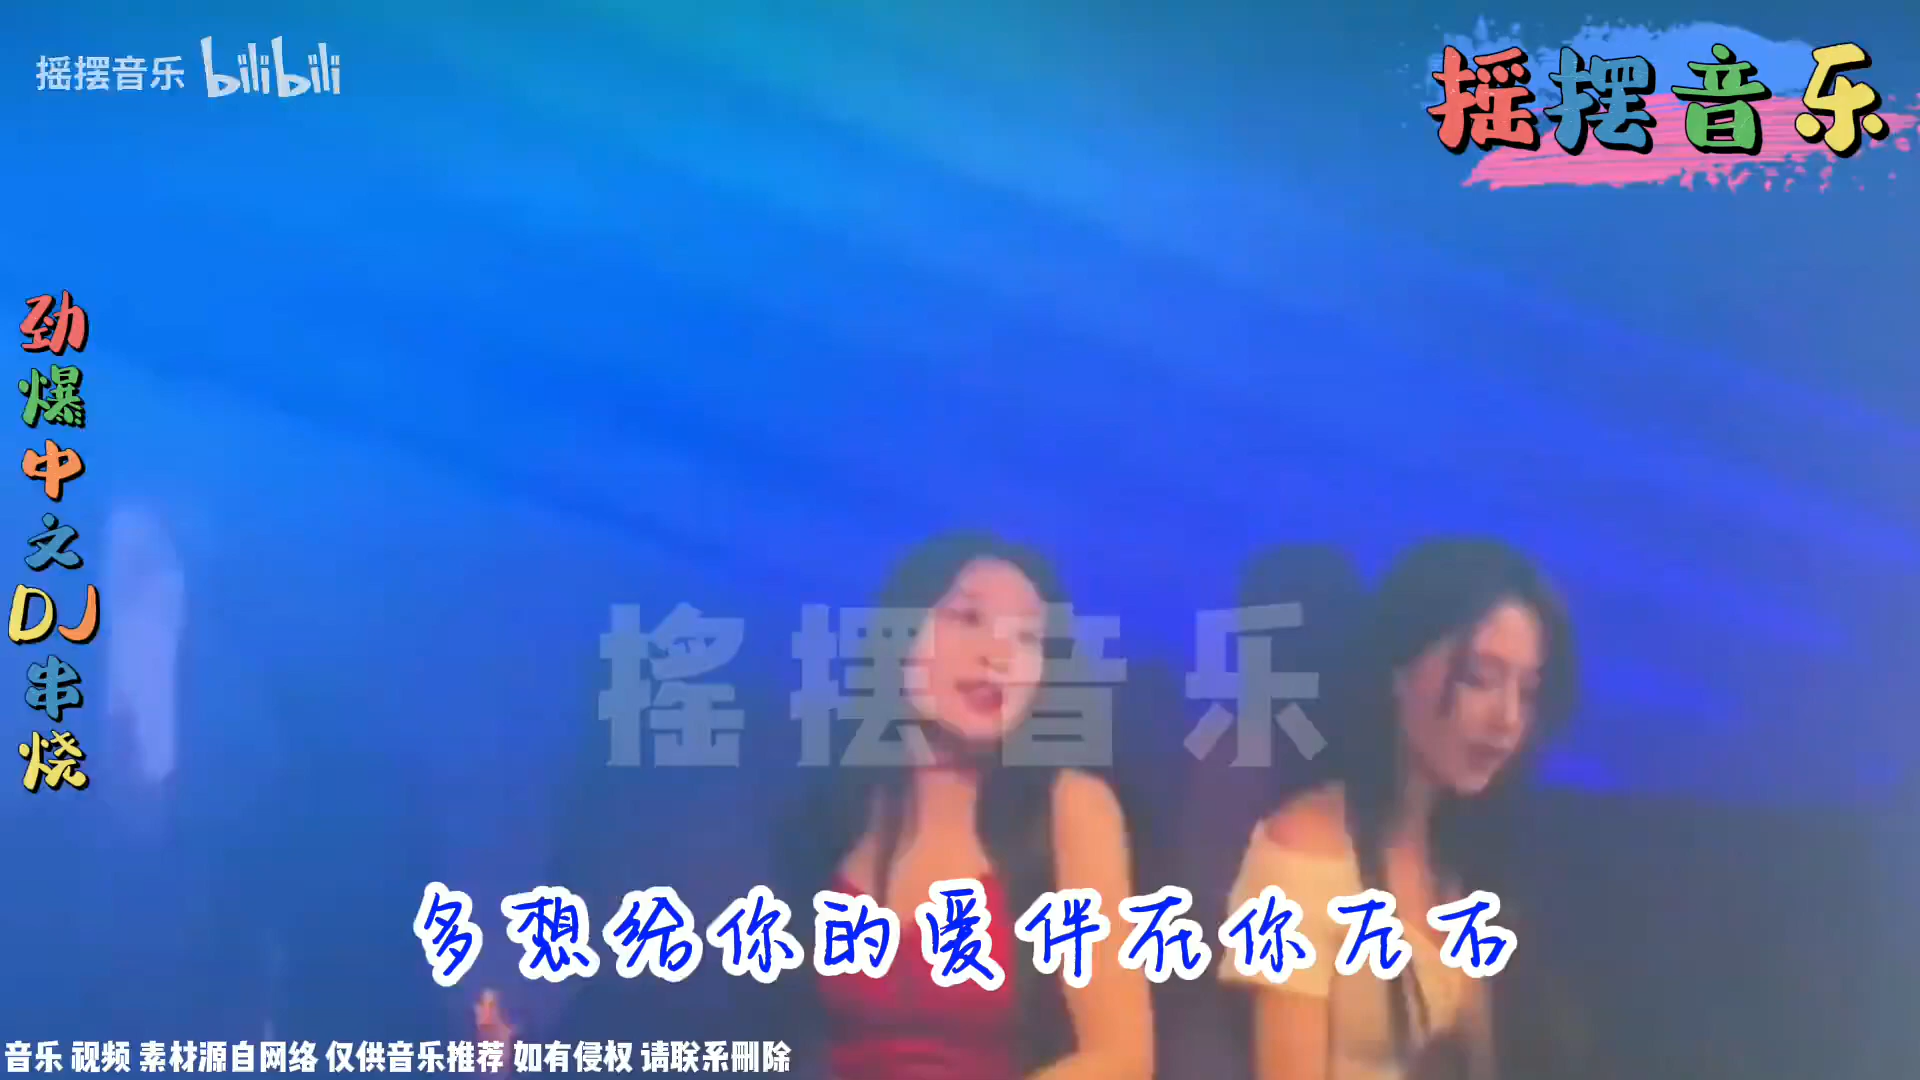 摇摆音乐 bilibili
摇摆音乐
劲爆中文DJ串烧
摇摆音乐
多想给你的爱伴在你左右
音乐 视频 素材源自网络 仅供音乐推荐 如有侵权 请联系删除